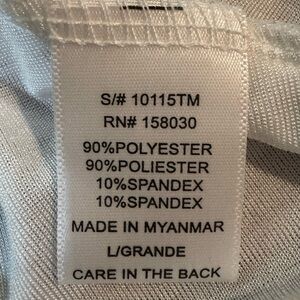 S/# 10115TM
RN# 158030
90%POLYESTER
90%POLIESTER
10%SPANDEX
10%SPANDEX
MADE IN MYANMAR
L/GRANDE
CARE IN THE BACK